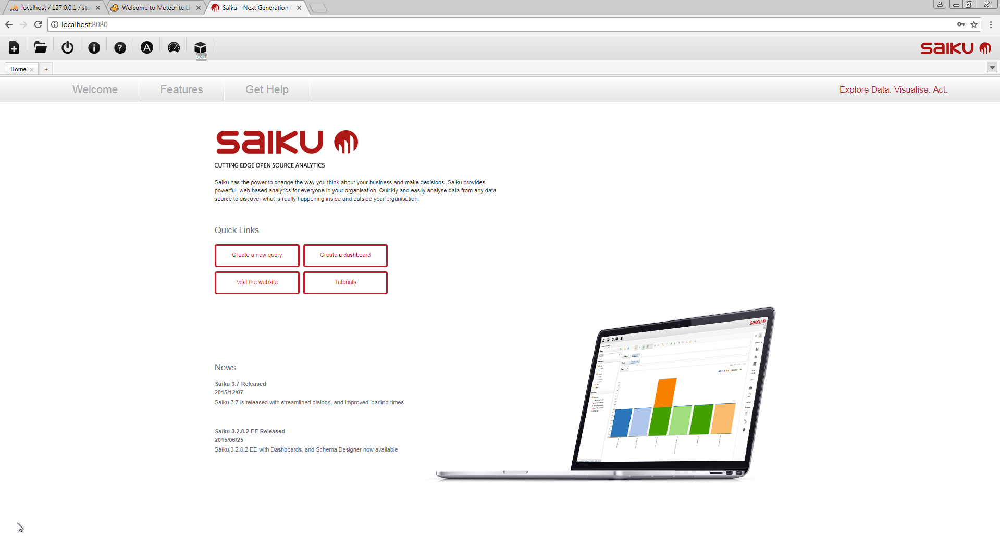 localhost / 127.0.0.1 / stu
Welcome to Meteorite Li
Saiku - Next Generation
localhost:8080
beta
saiku
Home
+
Welcome
Features
Get Help
Explore Data. Visualise. Act.
saiku
CUTTING EDGE OPEN SOURCE ANALYTICS
Saiku has the power to change the way you think about your business and make decisions. Saiku provides
powerful, web based analytics for everyone in your organisation. Quickly and easily analyse data from any data
source to discover what is really happening inside and outside your organisation.
Quick Links
Create a new query
Create a dashboard
Visit the website
Tutorials
News
Saiku 3.7 Released
2015/12/07
Saiku 3.7 is released with streamlined dialogs, and improved loading times
Saiku 3.2.8.2 EE Released
2015/06/25
Saiku 3.2.8.2 EE with Dashboards, and Schema Designer now available
saiku